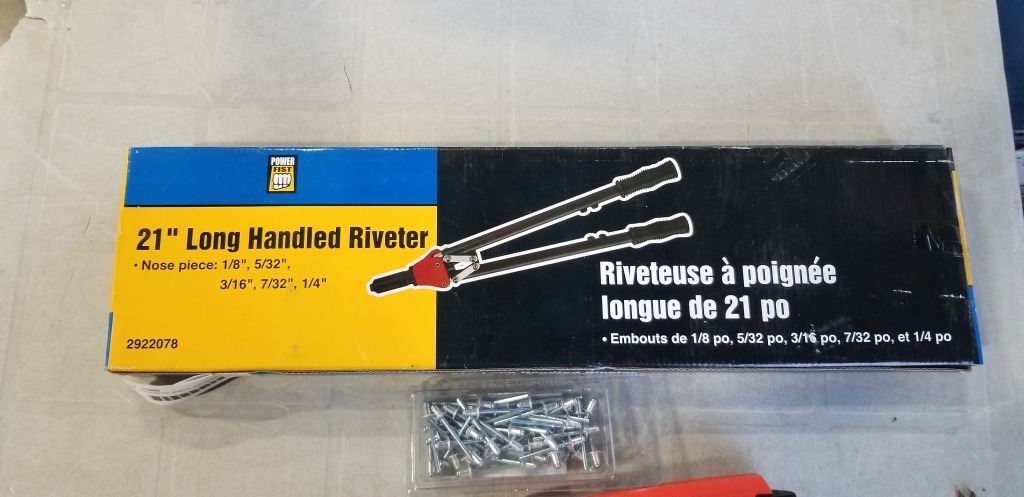 POWER
FIST
21" Long Handled Riveter
• Nose piece: 1/8", 5/32",
3/16", 7/32", 1/4"
2922078
Riveteuse à poignée
longue de 21 po
• Embouts de 1/8 po, 5/32 po, 3/16 po, 7/32 po, et 1/4 po